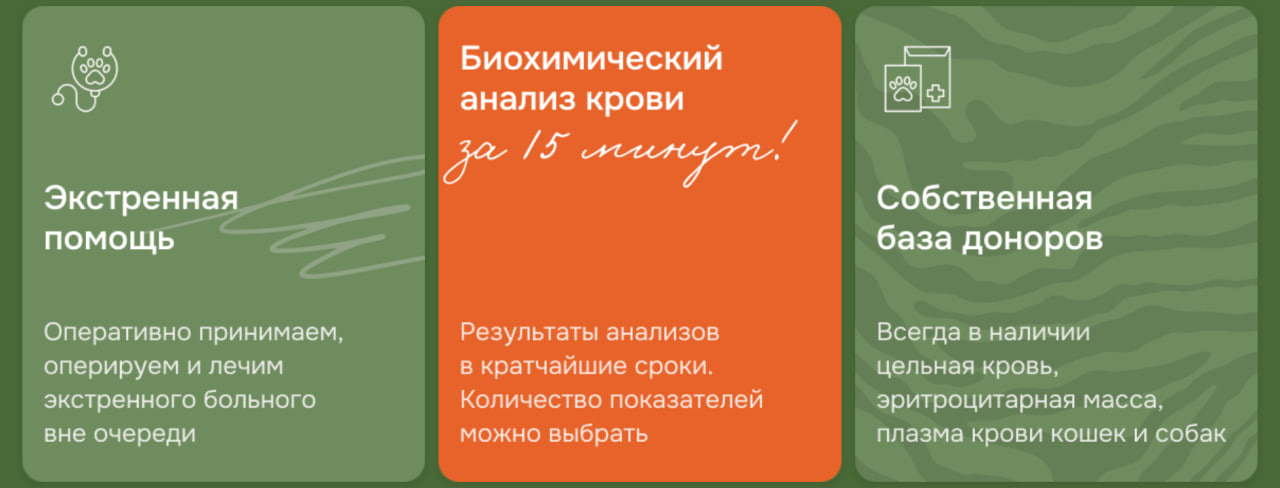 Экстренная
помощь
Оперативно принимаем,
оперируем и лечим
экстренного больного
вне очереди
Биохимический
анализ крови
за 15 минут!
Результаты анализов
в кратчайшие сроки.
Количество показателей
можно выбрать
Собственная
база доноров
Всегда в наличии
цельная кровь,
эритроцитарная масса,
плазма крови кошек и собак